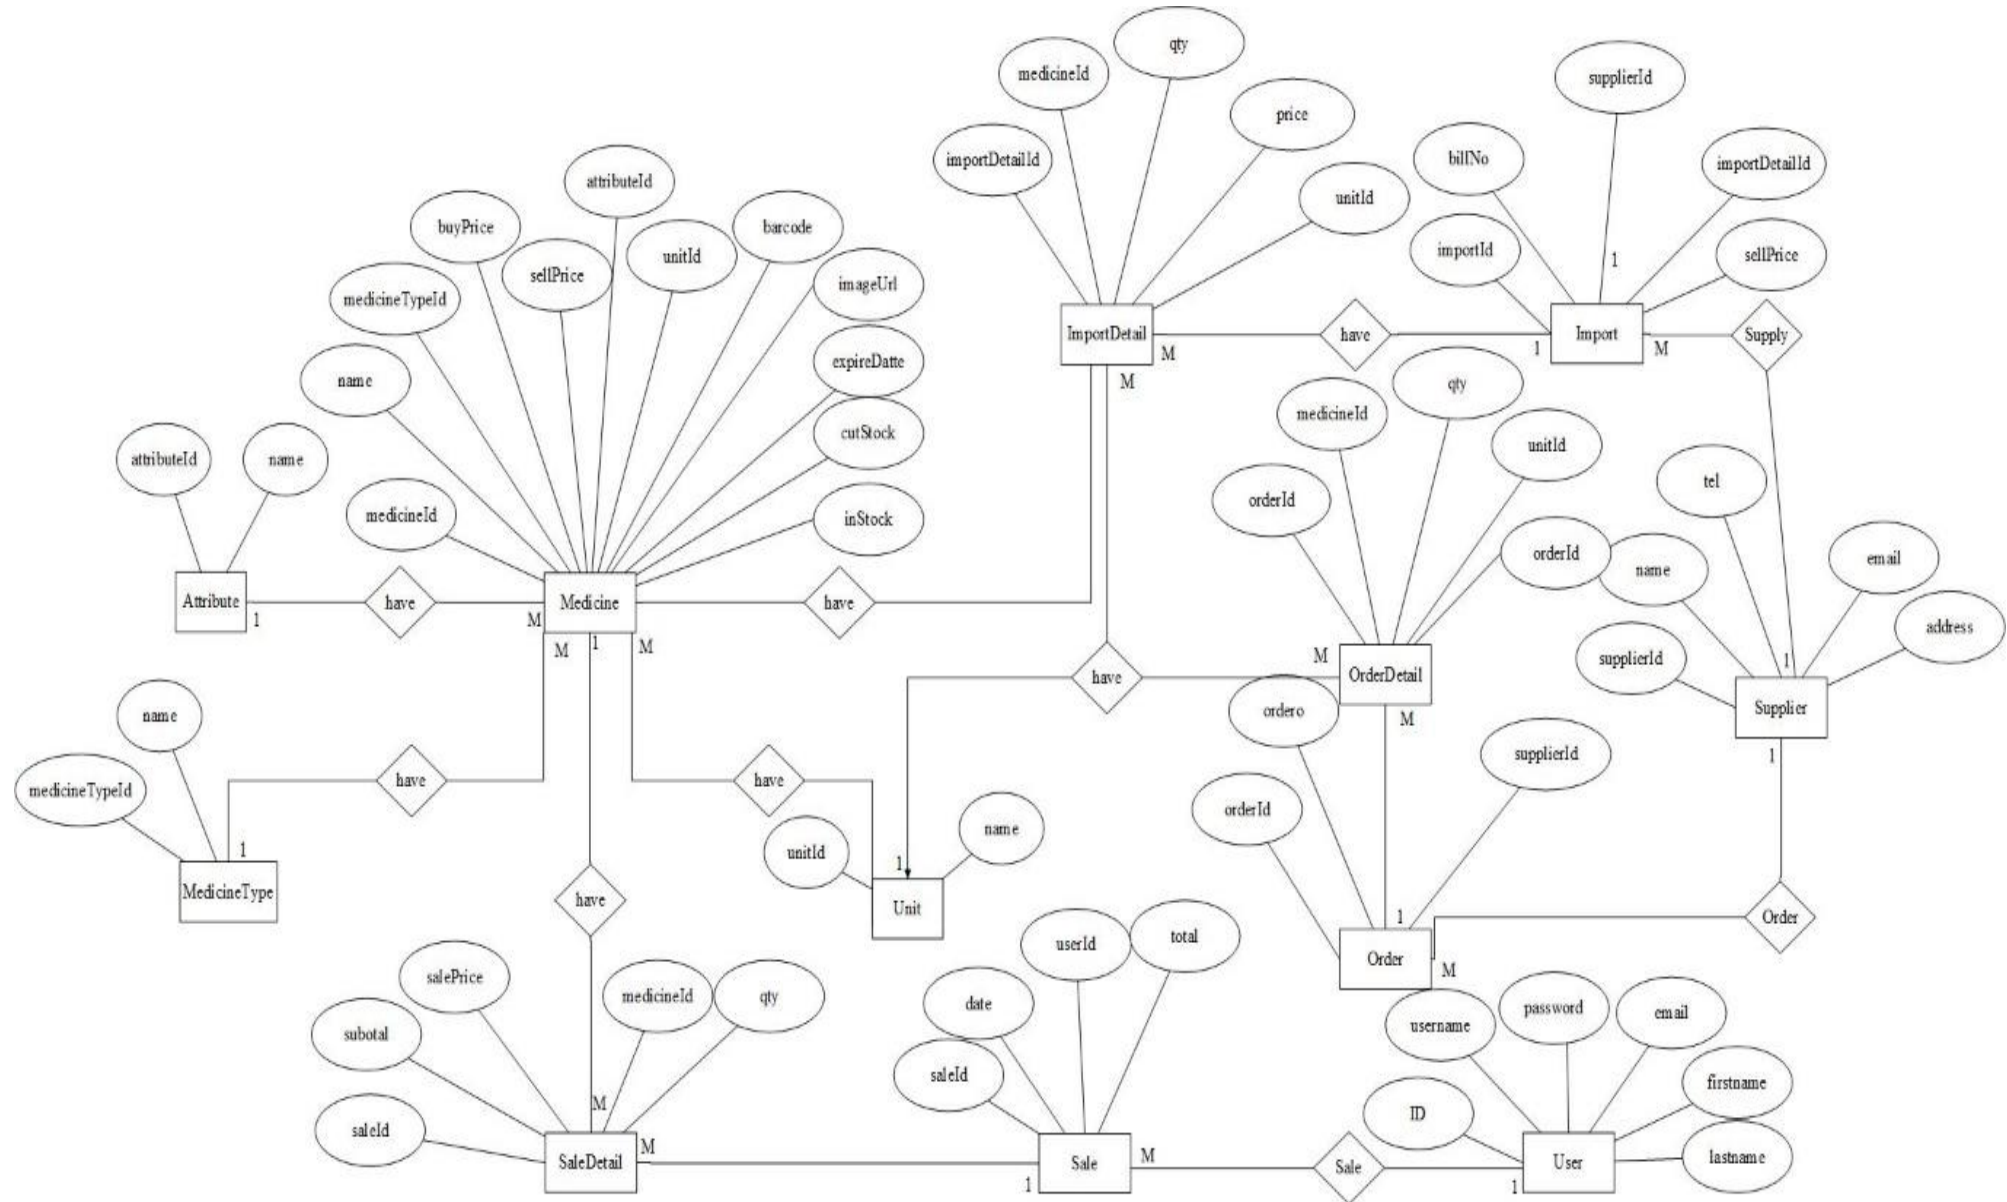 qty
medicineId
supplierId
price
billNo
importDetailId
importDetailId
attributeId
unitId
buyPrice
barcode
unitId
importId
sellPrice
sellPrice
imageUrl
medicineTypeId
1
ImportDetail
have
Import
Supply
M
1
M
expireDatte
name
M
qty
medicineId
cutStock
unitId
attributeId
name
tel
orderId
medicineId
inStock
orderId
name
email
Attribute
have
Medicine
have
1
M
address
M
1
M
M
supplierId
1
have
OrderDetail
Supplier
ordero
M
name
supplierId
1
have
have
medicineTypeId
orderId
name
unitId
1
1
MedicineType
have
Unit
1
Order
userId
total
Order
M
salePrice
medicineId
qty
date
password
email
username
subotal
saleId
firstname
M
ID
saleId
M
lastname
SaleDetail
Sale
M
Sale
User
1
1